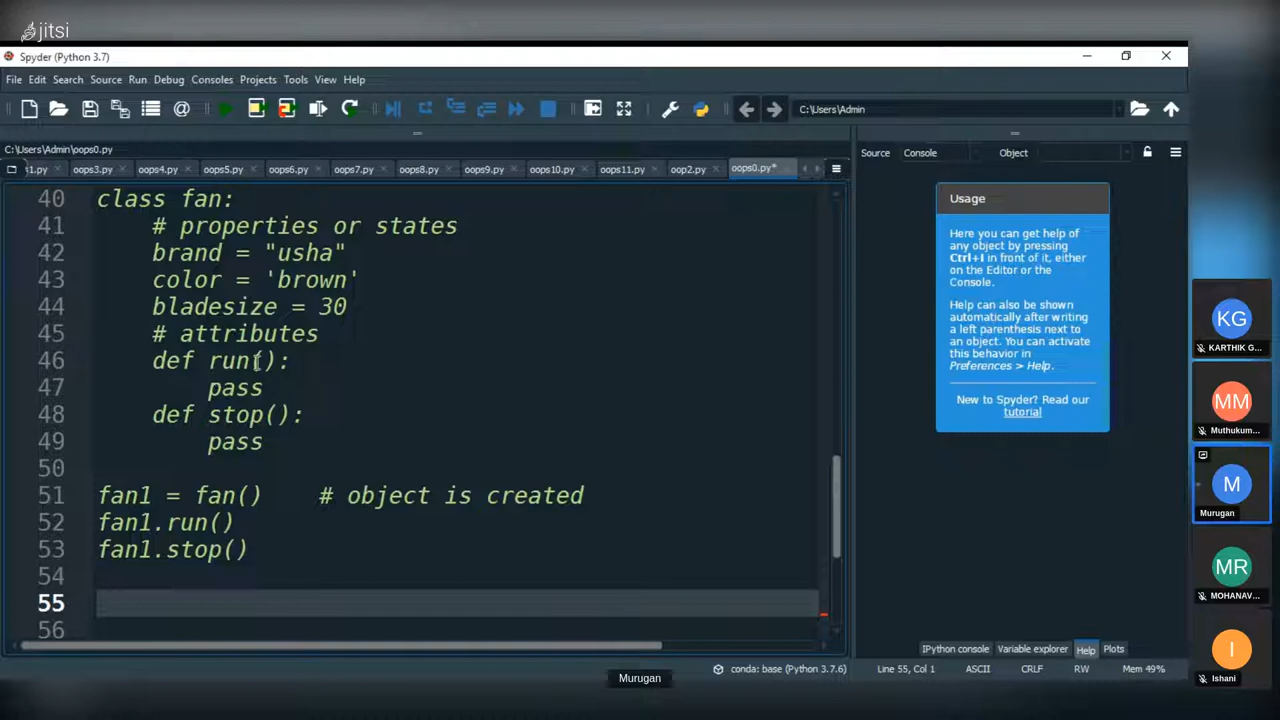 jitsi
Spyder (Python 3.7)
File Edit Search Source Run Debug Consoles Projects Tools View Help
C:\Users\Admin
C:\Users\Admin\oops0.py
Source Console Object
s1.py oops3.py oops4.py oops5.py oops6.py oops7.py oops8.py oops9.py oops10.py oops11.py oop2.py oops0.py*
40 class fan:
41 # properties or states
42 brand = "usha"
43 color = 'brown'
44 bladesize = 30
45 # attributes
46 def run():
47 pass
48 def stop():
49 pass
50
51 fan1 = fan() # object is created
52 fan1.run()
53 fan1.stop()
54
55
56
Usage
Here you can get help of
any object by pressing
Ctrl+I in front of it, either
on the Editor or the
Console.
Help can also be shown
automatically after writing
a left parenthesis next to
an object. You can activate
this behavior in
Preferences > Help.
New to Spyder? Read our
tutorial
IPython console Variable explorer Help Plots
conda: base (Python 3.7.6) Line 55, Col 1 ASCII CRLF RW Mem 49%
Murugan
KG
KARTHIK G...
MM
Muthukum...
M
Murugan
MR
MOHANAV...
I
Ishani